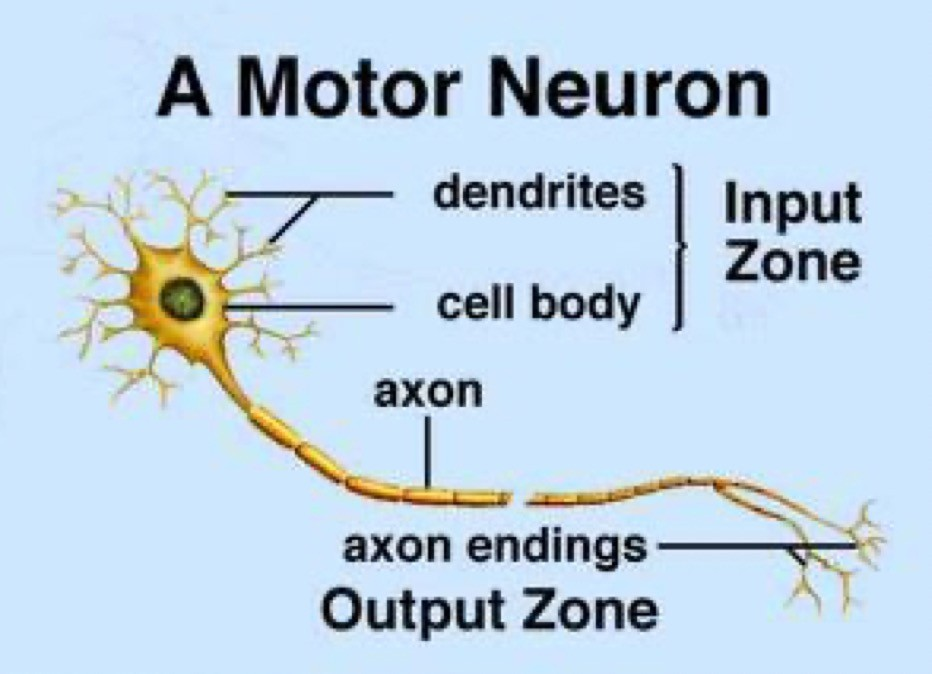 A Motor Neuron
dendrites
cell body
Input
Zone
axon
axon endings
Output Zone